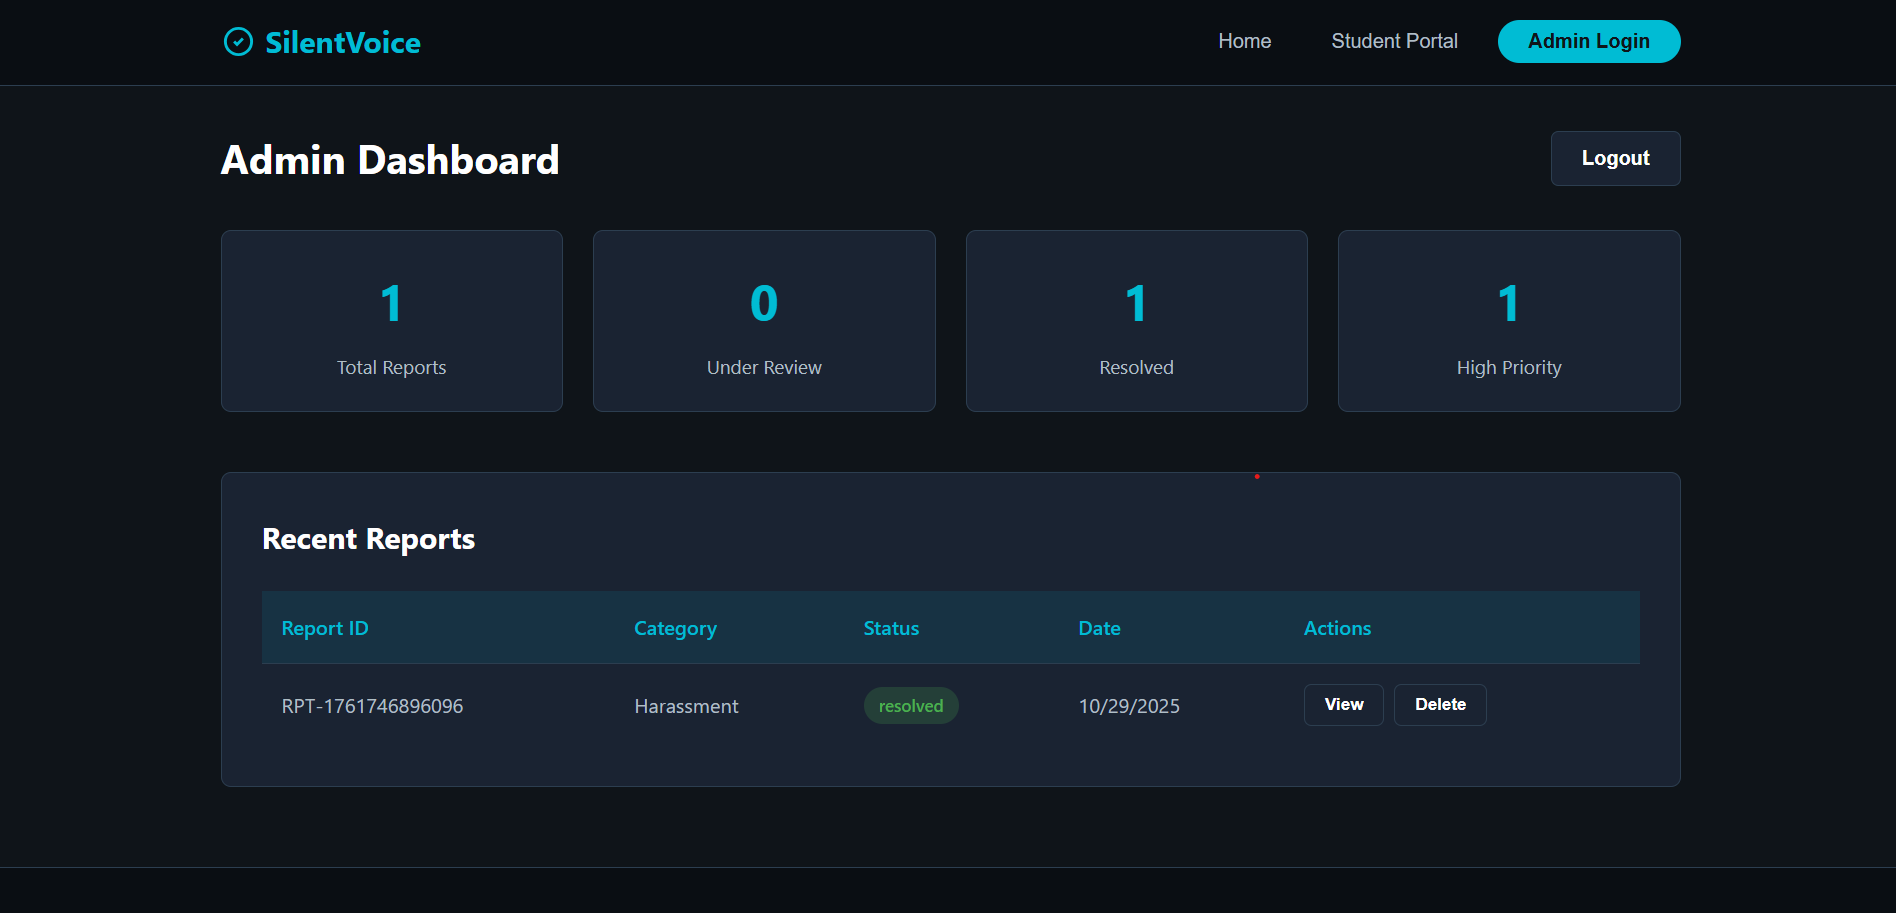 SilentVoice
Home
Student Portal
Admin Login
Admin Dashboard
Logout
1
Total Reports
0
Under Review
1
Resolved
1
High Priority
Recent Reports
Report ID Category Status Date Actions
RPT-1761746896096 Harassment resolved 10/29/2025 View Delete